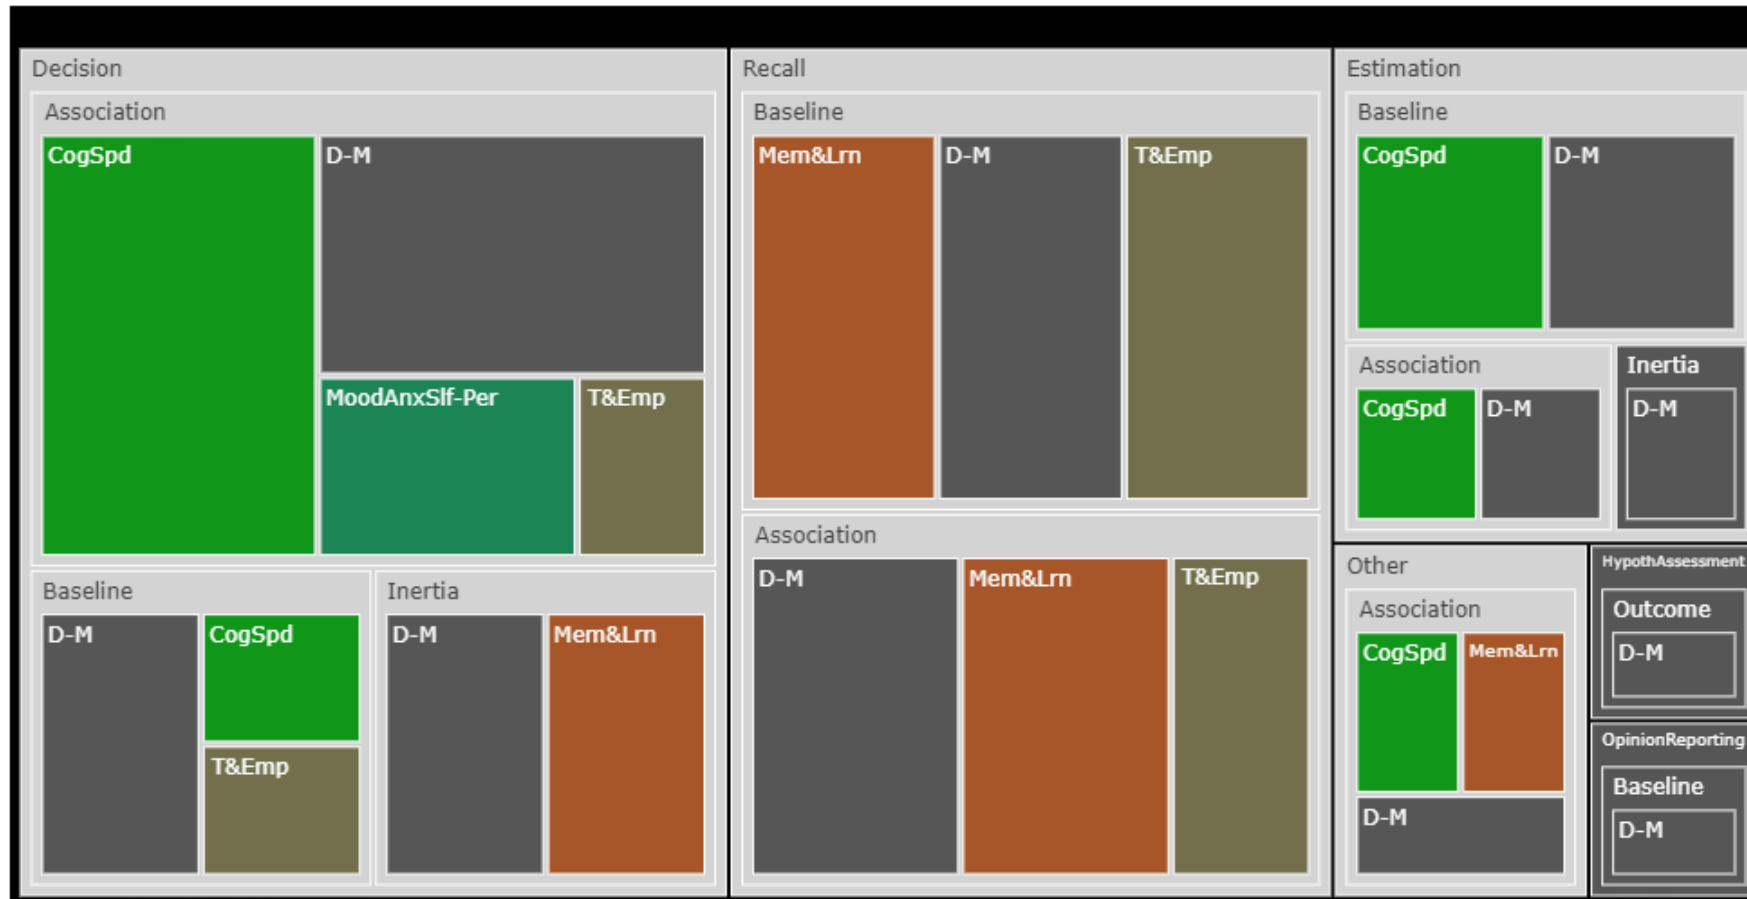 Decision
Association
CogSpd
D-M
MoodAnxSlf-Per
T&Emp
Baseline
D-M
CogSpd
T&Emp
Inertia
D-M
Mem&Lrn
Recall
Baseline
Mem&Lrn
D-M
T&Emp
Association
D-M
Mem&Lrn
T&Emp
Estimation
Baseline
CogSpd
D-M
Association
CogSpd
D-M
Inertia
D-M
Other
Association
CogSpd
Mem&Lrn
D-M
HypothAssessment
Outcome
D-M
OpinionReporting
Baseline
D-M